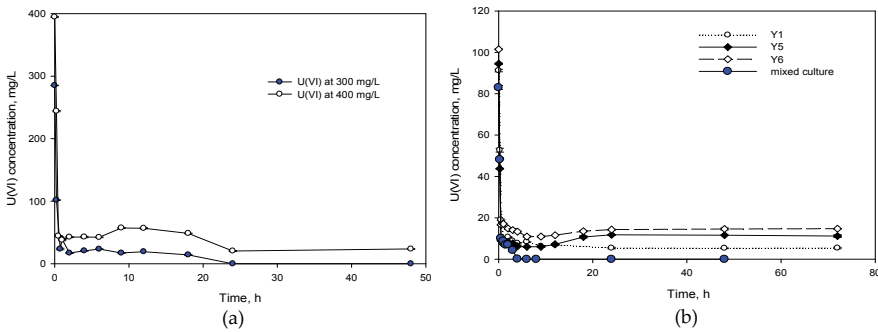 400
300
200
100
0
U(VI) concentration, mg/L
U(VI) at 300 mg/L
U(VI) at 400 mg/L
0 10 20 30 40 50
Time, h
(a)
120
100
80
60
40
20
0
U(VI) concentration, mg/L
Y1
Y5
Y6
mixed culture
0 20 40 60 80
Time, h
(b)